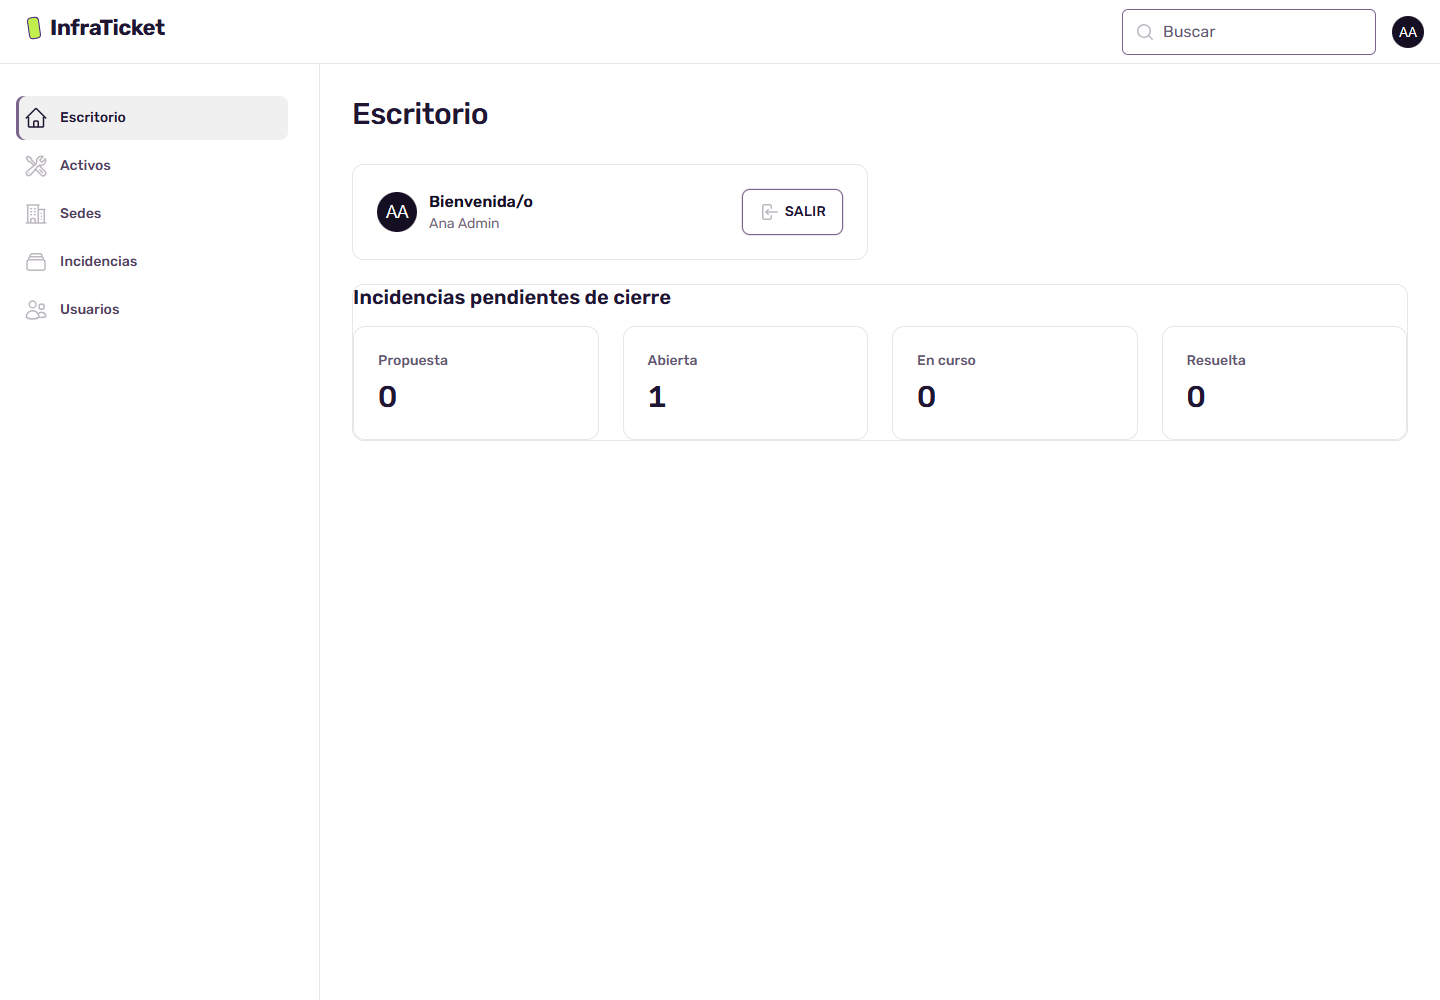 InfraTicket
Buscar
AA
Escritorio
Activos
Sedes
Incidencias
Usuarios
Escritorio
AA
Bienvenida/o
Ana Admin
SALIR
Incidencias pendientes de cierre
Propuesta
0
Abierta
1
En curso
0
Resuelta
0